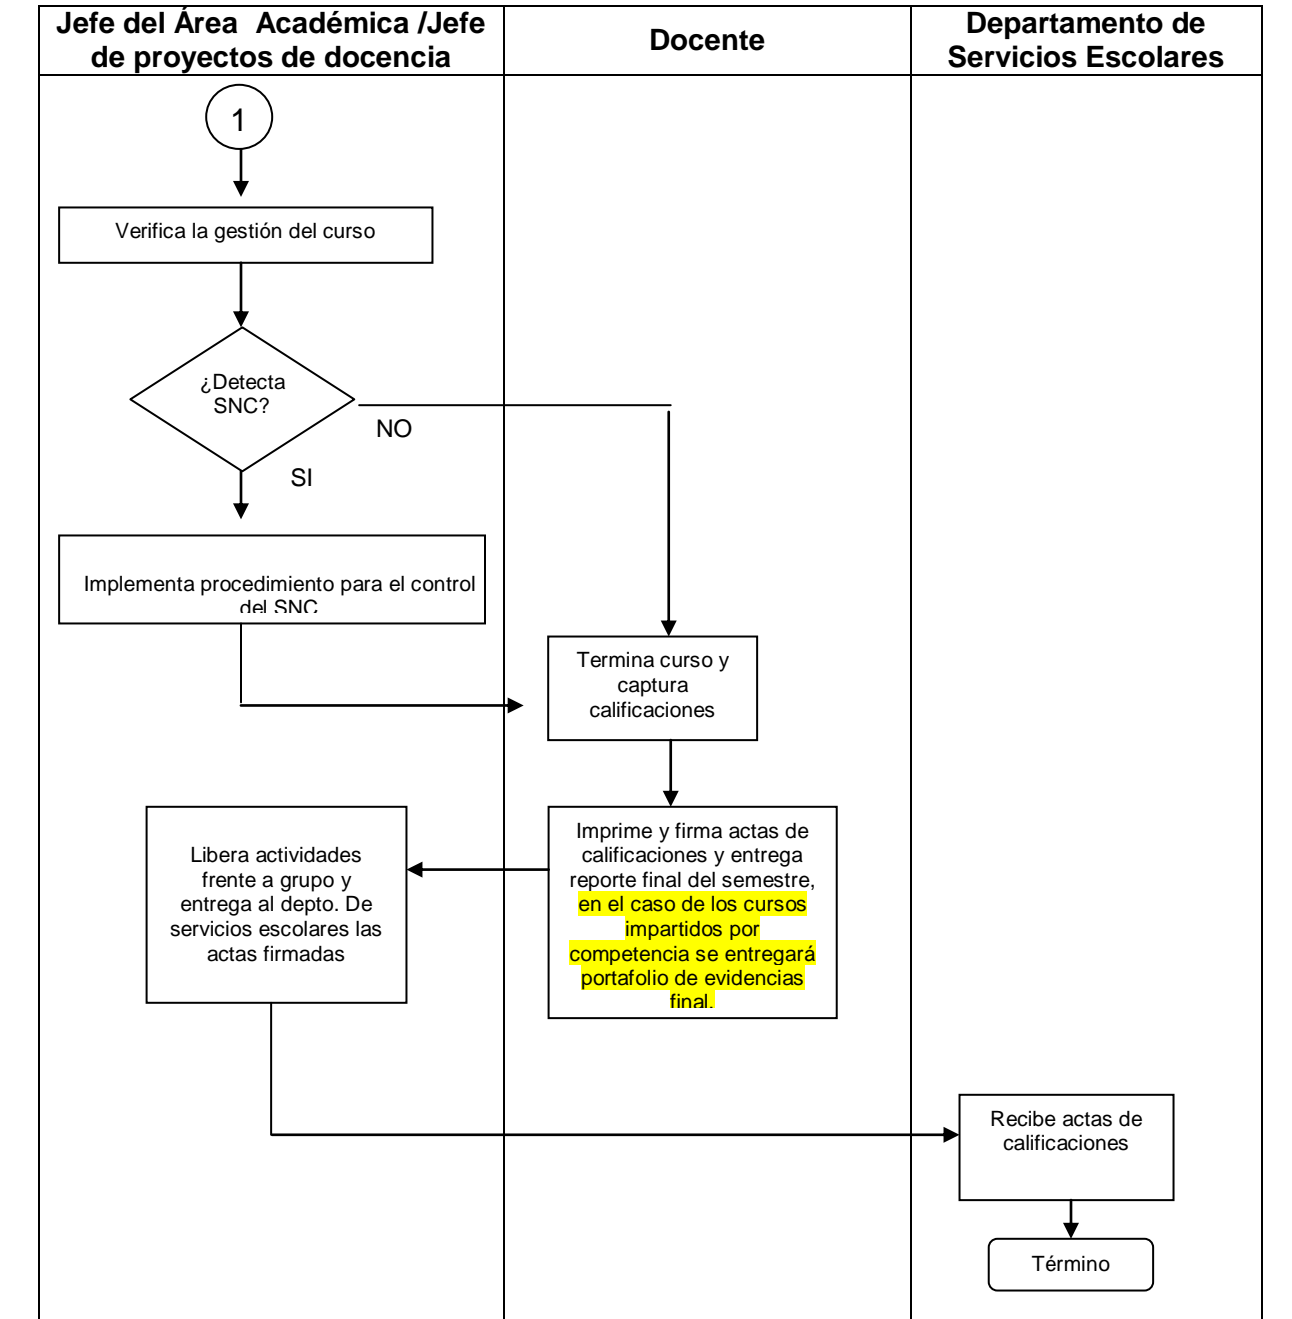 Jefe del Área Académica /Jefe
de proyectos de docencia
Docente
Departamento de
Servicios Escolares
1
Verifica la gestión del curso
¿Detecta
SNC?
NO
SI
Implementa procedimiento para el control
del SNC
Termina curso y
captura
calificaciones
Imprime y firma actas de
calificaciones y entrega
reporte final del semestre,
en el caso de los cursos
impartidos por
competencia se entregará
portafolio de evidencias
final.
Libera actividades
frente a grupo y
entrega al depto. De
servicios escolares las
actas firmadas
Recibe actas de
calificaciones
Término